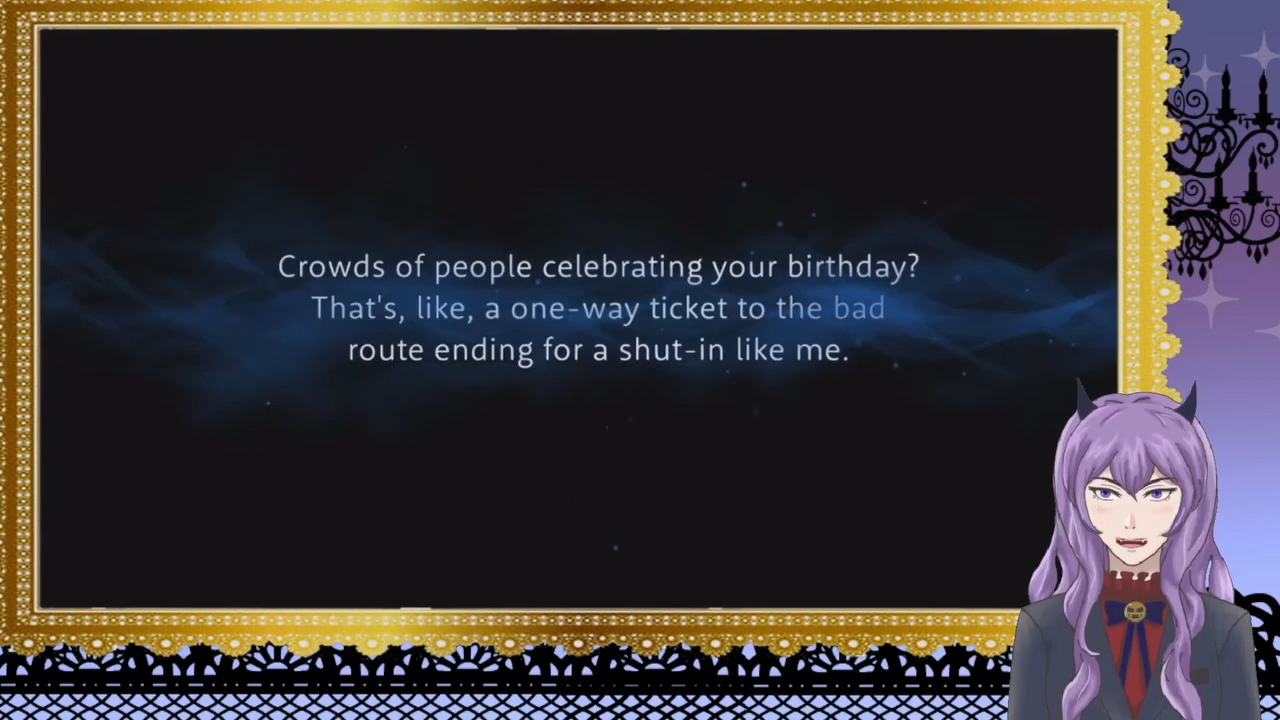 Crowds of people celebrating your birthday?
That's, like, a one-way ticket to the bad
route ending for a shut-in like me.